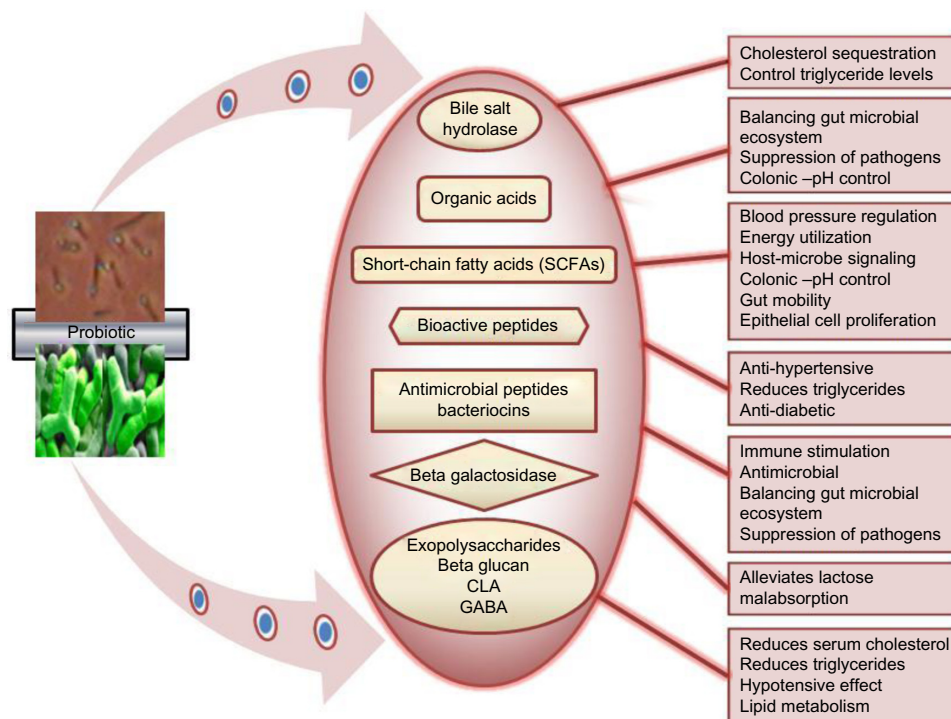 Probiotic
Bile salt
hydrolase
Organic acids
Short-chain fatty acids (SCFAs)
Bioactive peptides
Antimicrobial peptides
bacteriocins
Beta galactosidase
Exopolysaccharides
Beta glucan
CLA
GABA
Cholesterol sequestration
Control triglyceride levels
Balancing gut microbial
ecosystem
Suppression of pathogens
Colonic –pH control
Blood pressure regulation
Energy utilization
Host-microbe signaling
Colonic –pH control
Gut mobility
Epithelial cell proliferation
Anti-hypertensive
Reduces triglycerides
Anti-diabetic
Immune stimulation
Antimicrobial
Balancing gut microbial
ecosystem
Suppression of pathogens
Alleviates lactose
malabsorption
Reduces serum cholesterol
Reduces triglycerides
Hypotensive effect
Lipid metabolism